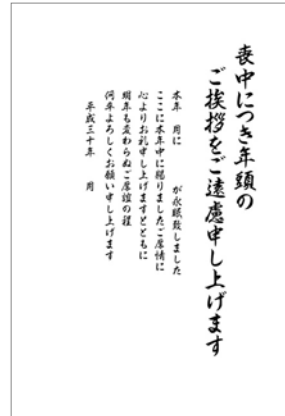 喪中につき年頭の
ご挨拶をご遠慮申し上げます
本年　月に　　が永眠致しました
ここに本年中に賜りましたご厚情に
心よりお礼申し上げますとともに
明年も変わらぬご厚誼の程
何卒よろしくお願い申し上げます
平成三十年　月